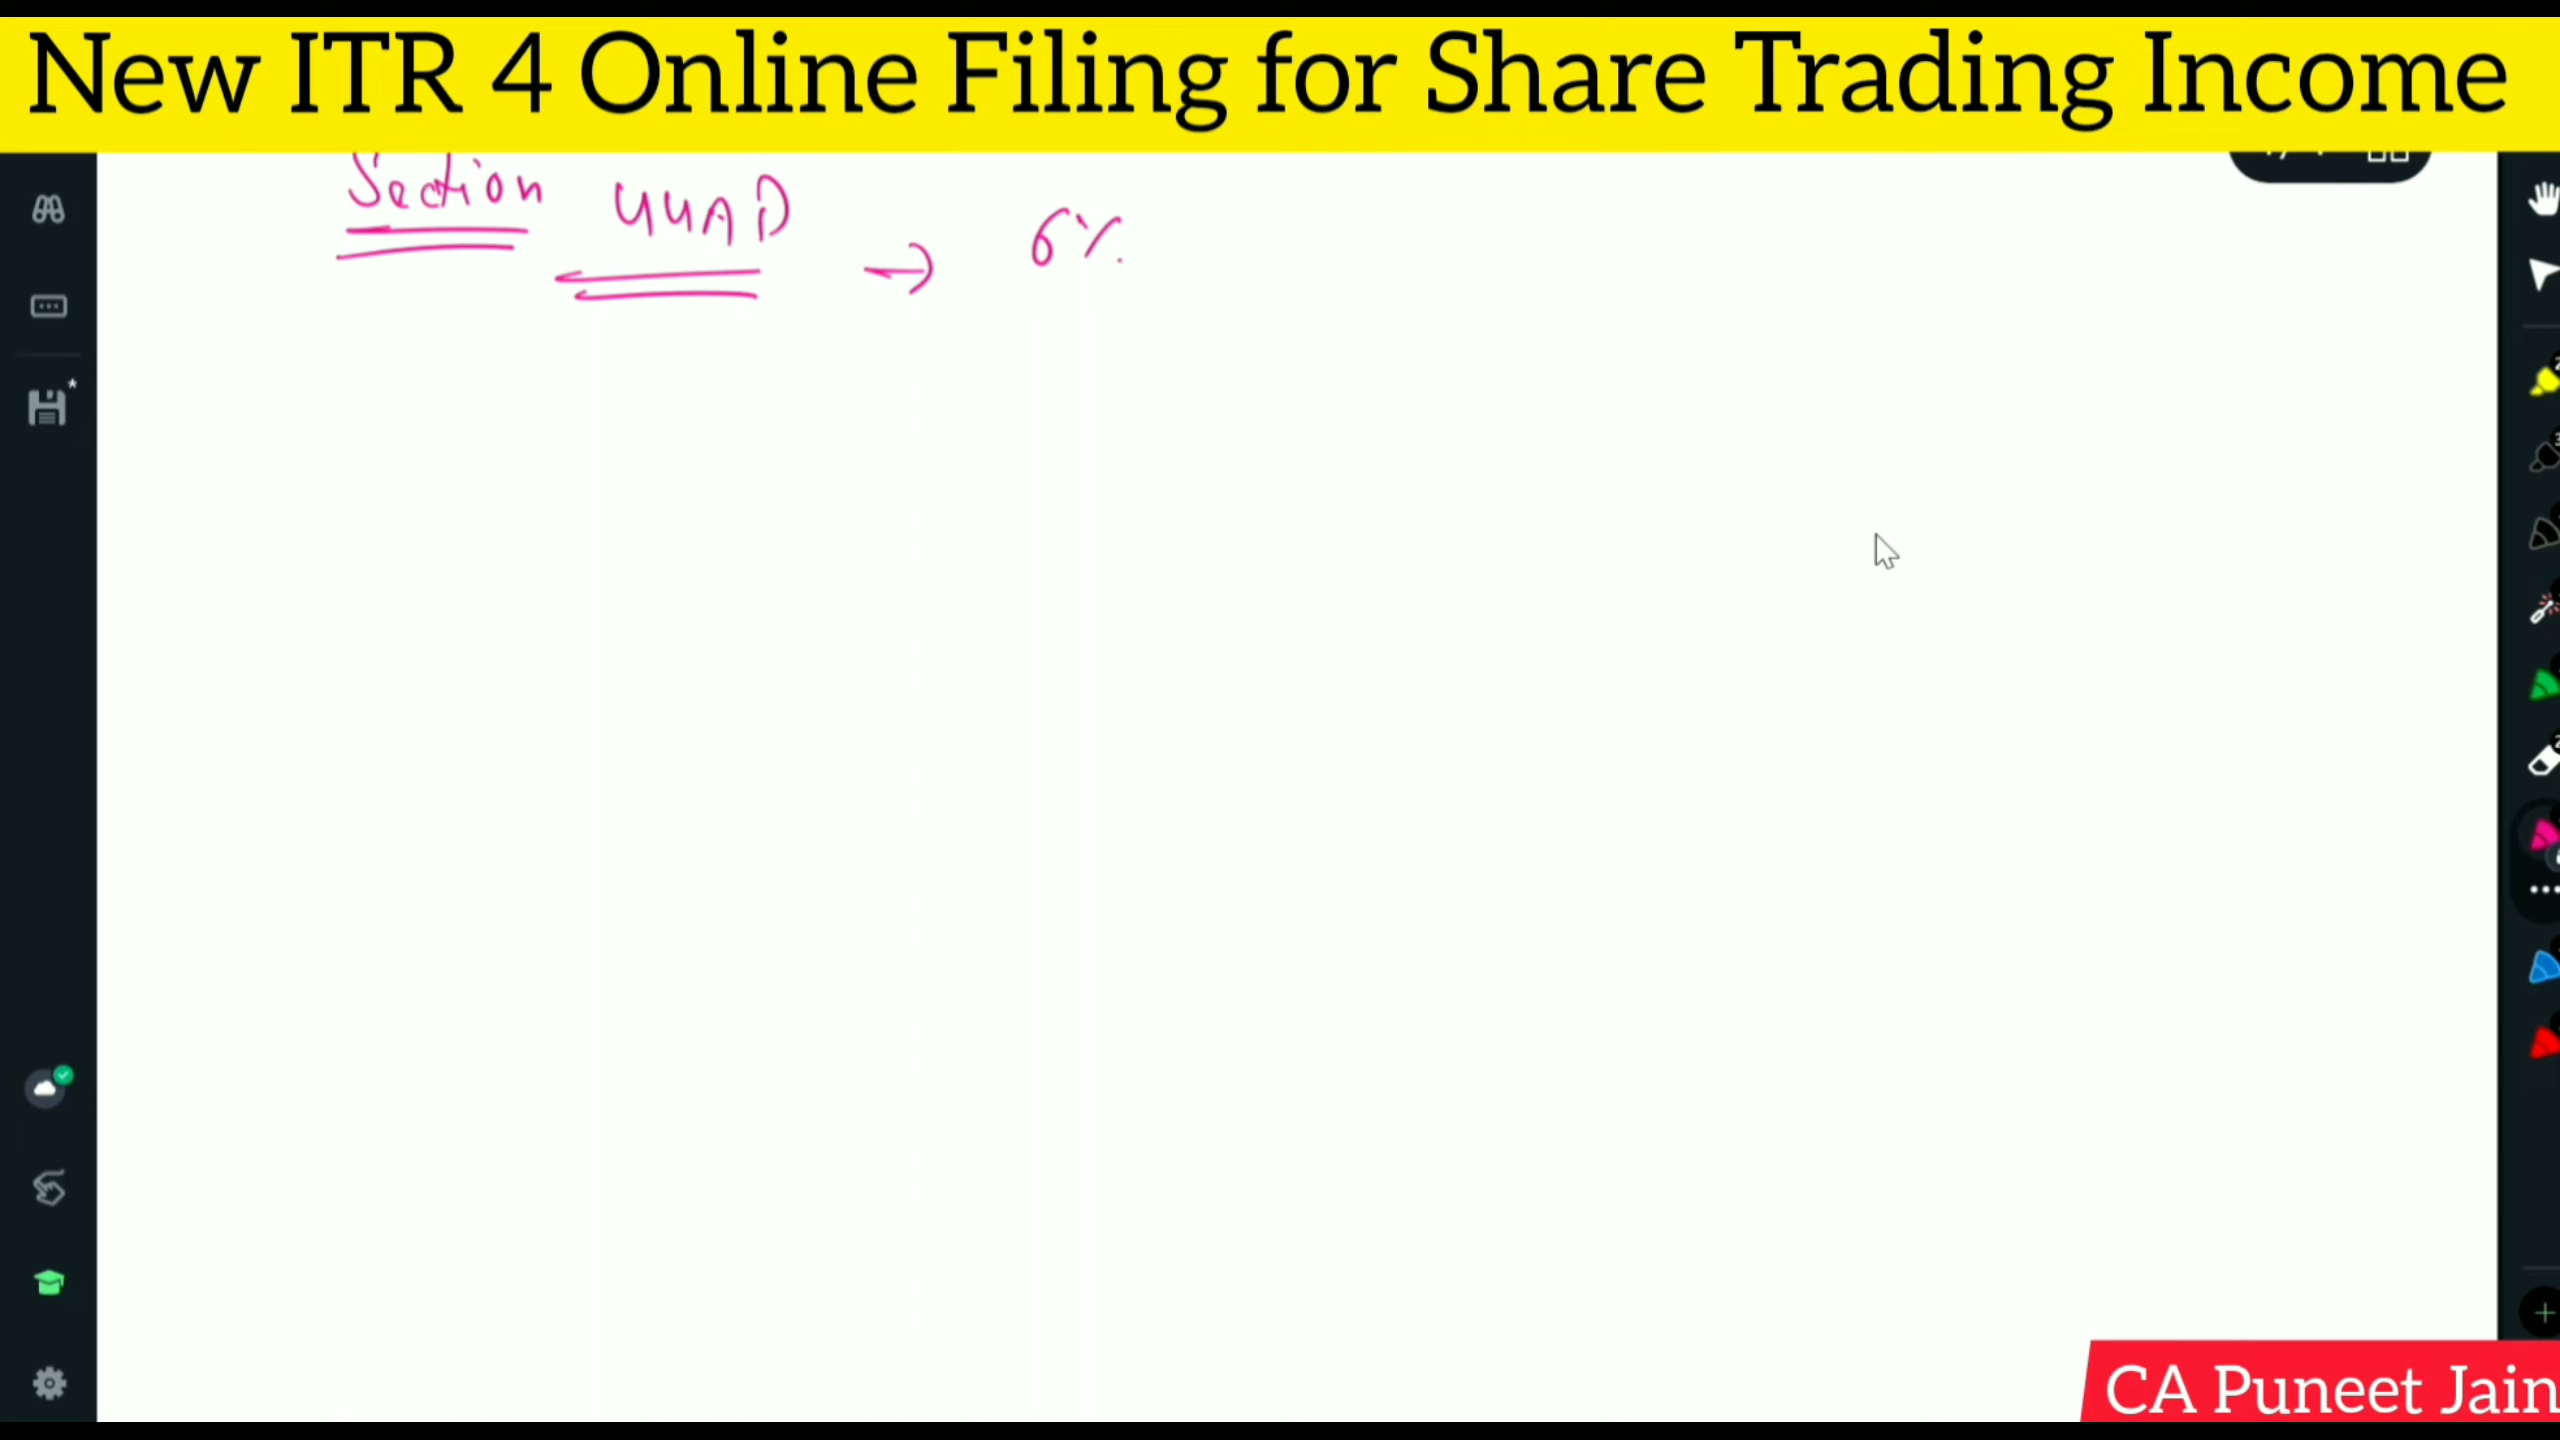 New ITR 4 Online Filing for Share Trading Income
Section 44AD → 6%
CA Puneet Jain